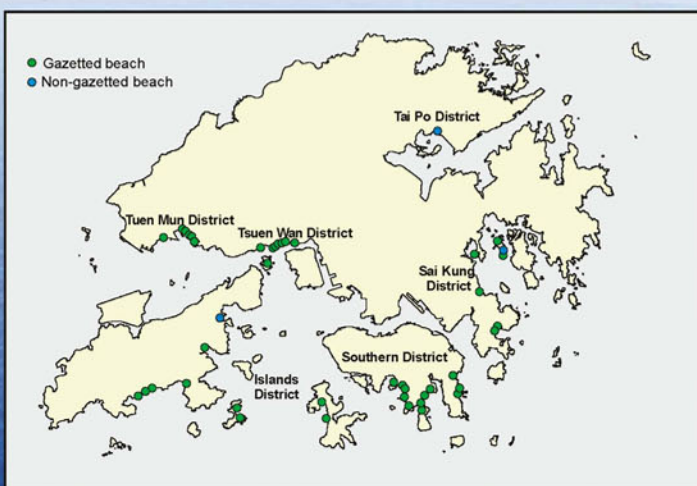 Gazetted beach
Non-gazetted beach
Tai Po District
Tuen Mun District
Tsuen Wan District
Sai Kung
District
Southern District
Islands
District